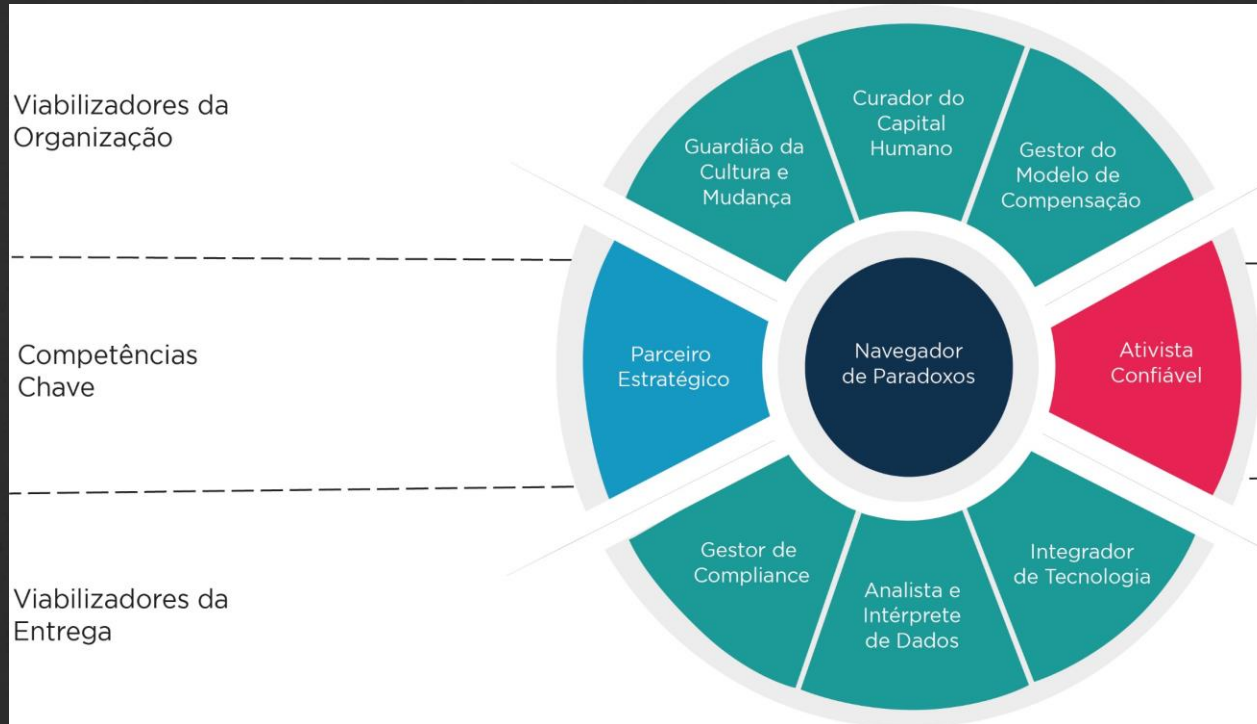 Viabilizadores da
Organização
Guardião da
Cultura e
Mudança
Curador do
Capital
Humano
Gestor do
Modelo de
Compensação
Competências
Chave
Parceiro
Estratégico
Navegador
de Paradoxos
Ativista
Confiável
Viabilizadores da
Entrega
Gestor de
Compliance
Analista e
Intérprete
de Dados
Integrador
de Tecnologia